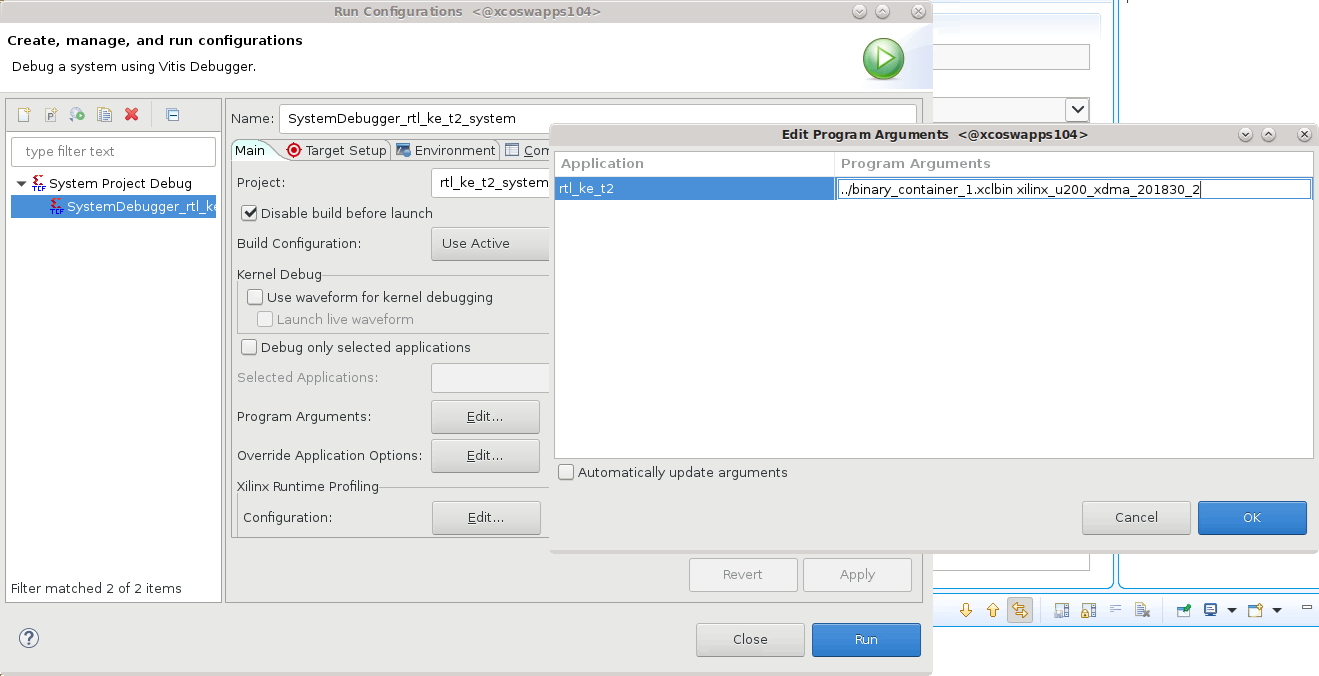 Run Configurations <@xcoswapps104>
Create, manage, and run configurations
Debug a system using Vitis Debugger.
type filter text
System Project Debug
SystemDebugger_rtl_ke
Filter matched 2 of 2 items
Name: SystemDebugger_rtl_ke_t2_system
Main Target Setup Environment Com
Project: rtl_ke_t2_system
Disable build before launch
Build Configuration: Use Active
Kernel Debug
Use waveform for kernel debugging
Launch live waveform
Debug only selected applications
Selected Applications:
Program Arguments: Edit...
Override Application Options: Edit...
Xilinx Runtime Profiling
Configuration: Edit...
Revert Apply
Close Run
Edit Program Arguments <@xcoswapps104>
Application Program Arguments
rtl_ke_t2 ../binary_container_1.xclbin xilinx_u200_xdma_201830_2
Automatically update arguments
Cancel OK